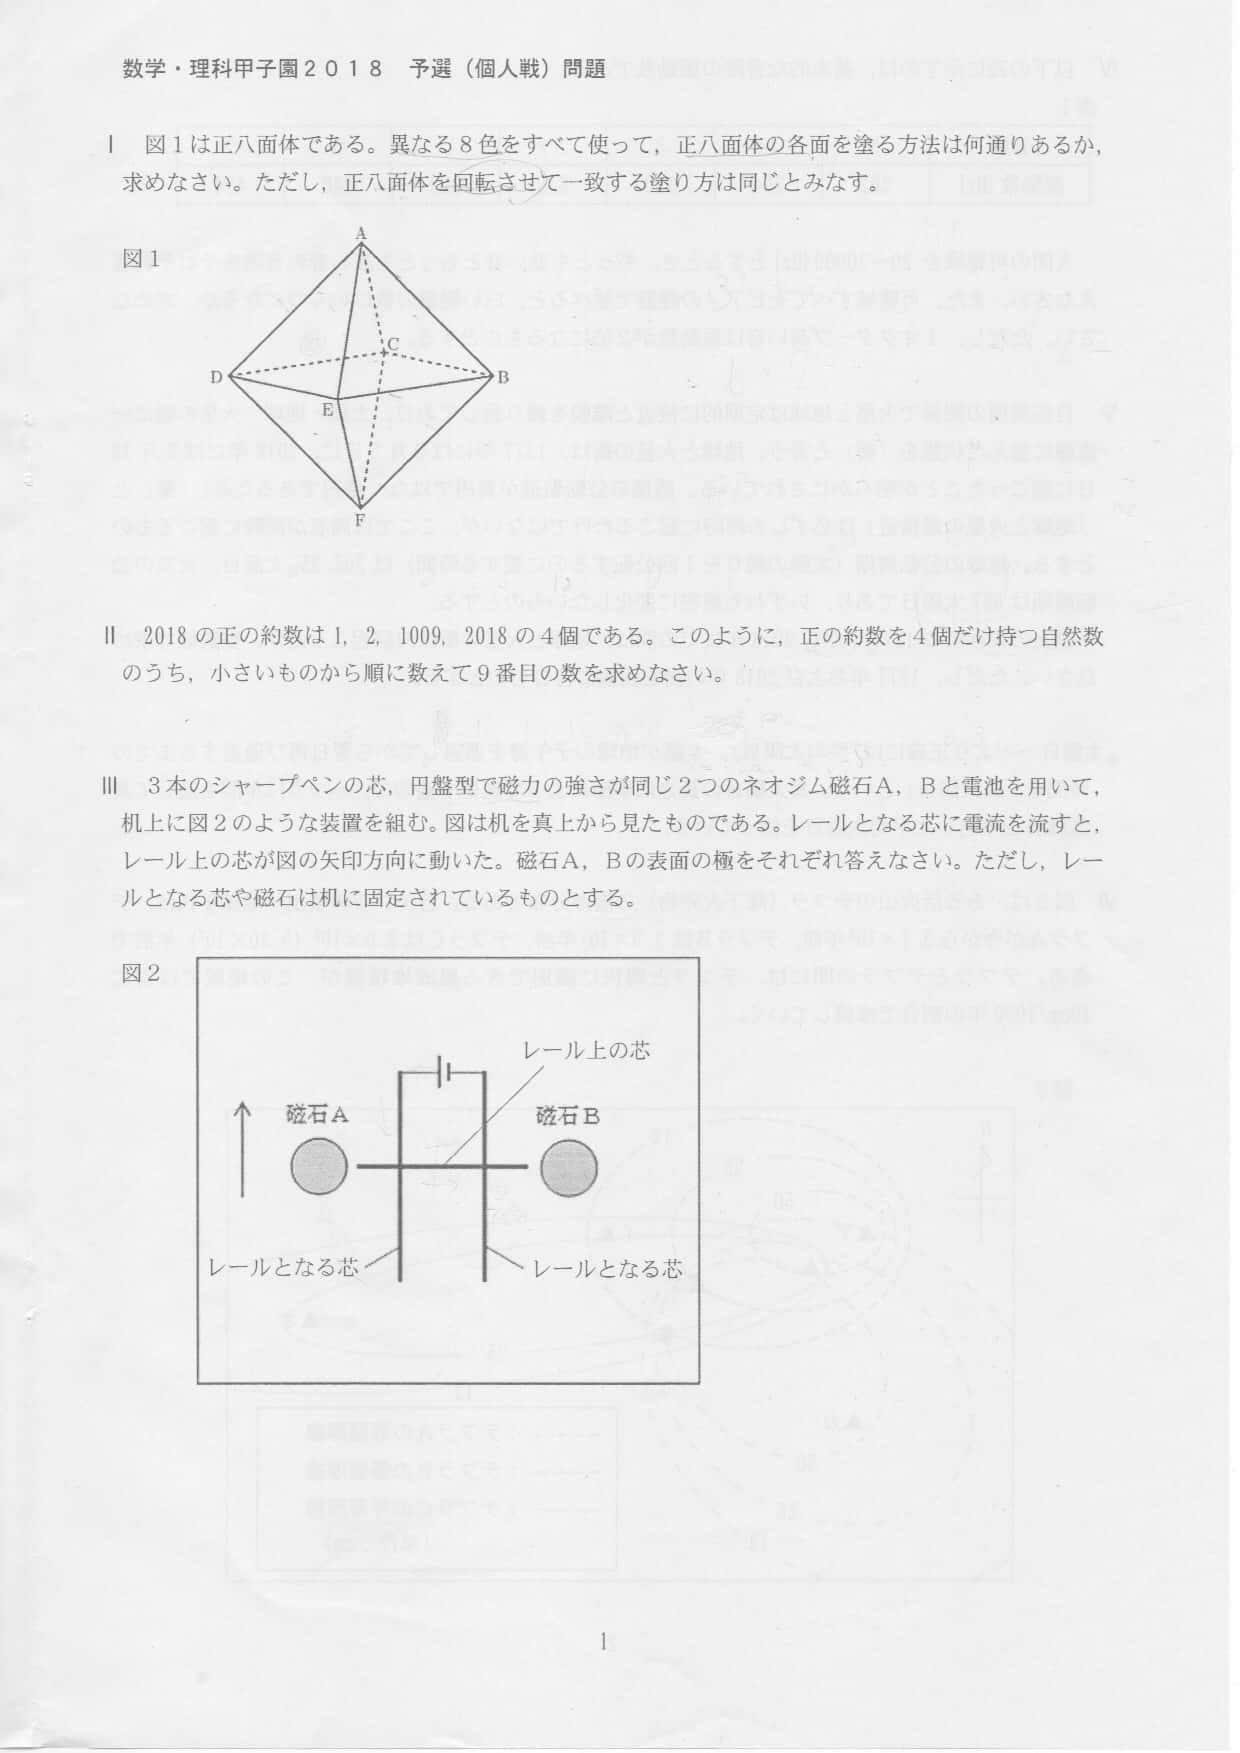 数学・理科甲子園２０１８　予選（個人戦）問題
Ⅰ　図１は正八面体である。異なる８色をすべて使って，正八面体の各面を塗る方法は何通りあるか，
求めなさい。ただし，正八面体を回転させて一致する塗り方は同じとみなす。
図１
A
C
D
B
E
F
Ⅱ　2018 の正の約数は 1，2，1009，2018 の４個である。このように，正の約数を４個だけ持つ自然数
のうち，小さいものから順に数えて９番目の数を求めなさい。
Ⅲ　３本のシャープペンの芯，円盤型で磁力の強さが同じ２つのネオジム磁石Ａ，Ｂと電池を用いて，
机上に図２のような装置を組む。図は机を真上から見たものである。レールとなる芯に電流を流すと，
レール上の芯が図の矢印方向に動いた。磁石Ａ，Ｂの表面の極をそれぞれ答えなさい。ただし，レー
ルとなる芯や磁石は机に固定されているものとする。
図２
レール上の芯
磁石Ａ
磁石Ｂ
レールとなる芯
レールとなる芯
1